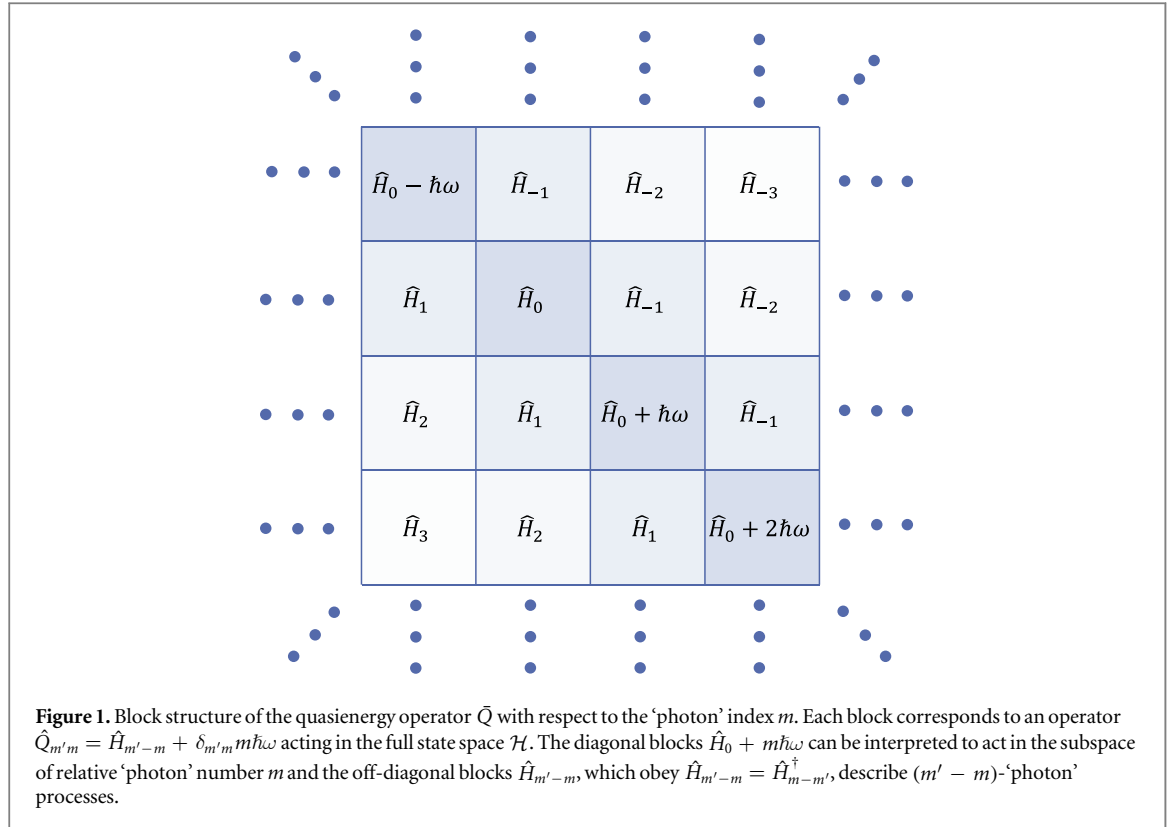 Ĥ₀ − ħω Ĥ₋₁ Ĥ₋₂ Ĥ₋₃
Ĥ₁ Ĥ₀ Ĥ₋₁ Ĥ₋₂
Ĥ₂ Ĥ₁ Ĥ₀ + ħω Ĥ₋₁
Ĥ₃ Ĥ₂ Ĥ₁ Ĥ₀ + 2ħω
Figure 1. Block structure of the quasienergy operator Q̄ with respect to the ‘photon’ index m. Each block corresponds to an operator
Q̂ₘ′ₘ = Ĥₘ′₋ₘ + δₘ′ₘmħω acting in the full state space ℋ. The diagonal blocks Ĥ₀ + mħω can be interpreted to act in the subspace
of relative ‘photon’ number m and the off-diagonal blocks Ĥₘ′₋ₘ, which obey Ĥₘ′₋ₘ = Ĥ†ₘ₋ₘ′, describe (m′ − m)-‘photon’
processes.